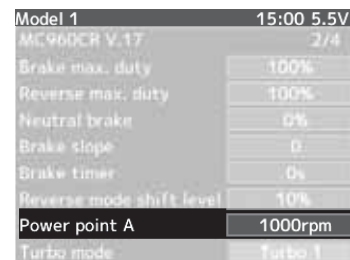 Model 1 15:00 5.5V
MC960CR V.17 2/4
Brake max. duty 100%
Reverse max. duty 100%
Neutral brake 0%
Brake slope 0
Brake timer 0s
Reverse mode shift level 10%
Power point A 1000rpm
Turbo mode Turbo 1